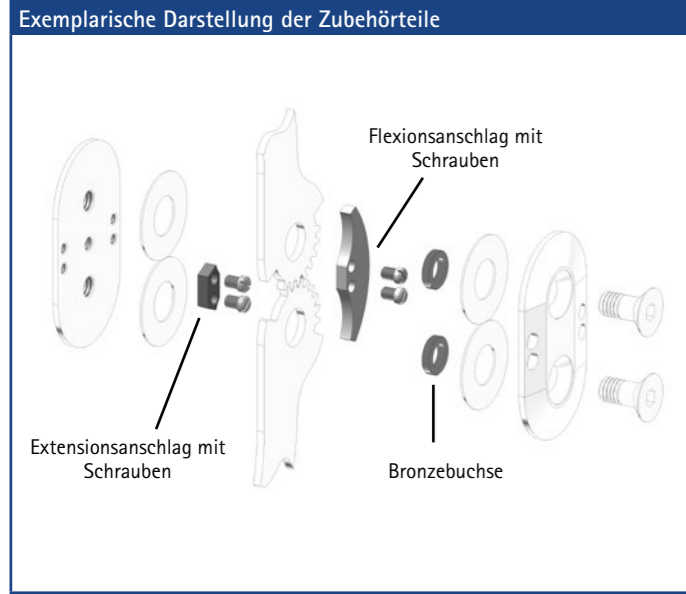 Exemplarische Darstellung der Zubehörteile
Flexionsanschlag mit
Schrauben
Extensionsanschlag mit
Schrauben
Bronzebuchse